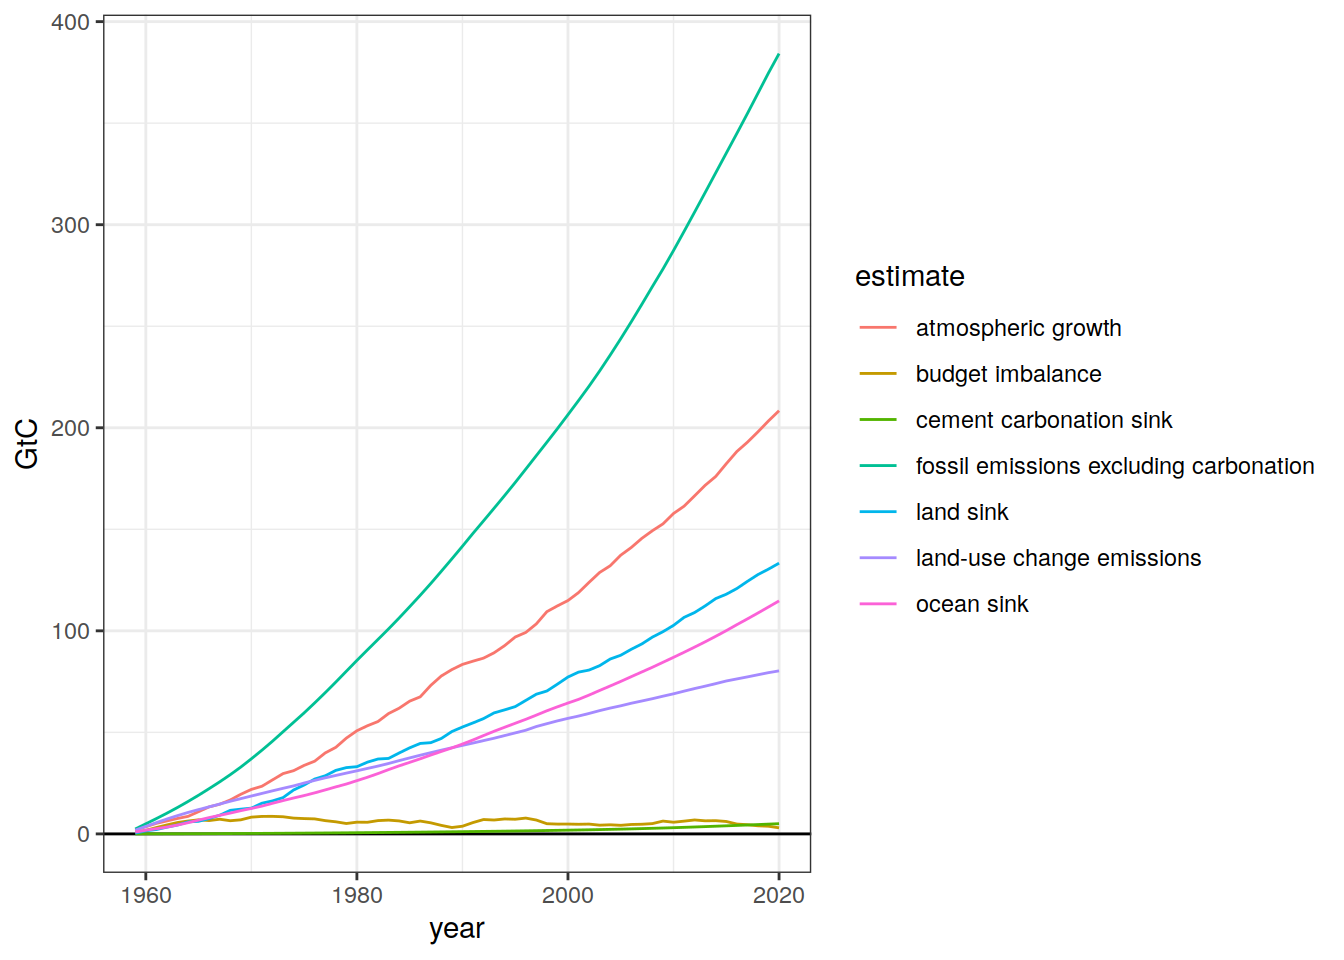 400
300
200
100
0
GtC
1960 1980 2000 2020
year
estimate
atmospheric growth
budget imbalance
cement carbonation sink
fossil emissions excluding carbonation
land sink
land-use change emissions
ocean sink